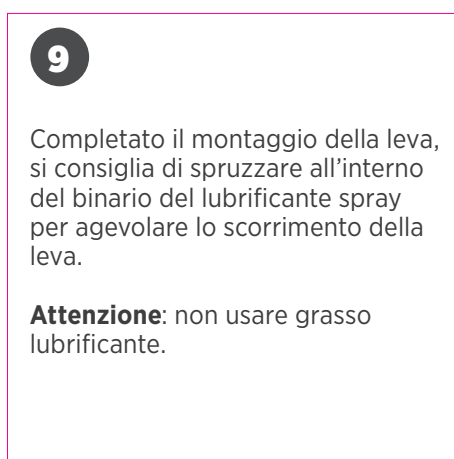 9
Completato il montaggio della leva,
si consiglia di spruzzare all’interno
del binario del lubrificante spray
per agevolare lo scorrimento della
leva.
Attenzione: non usare grasso
lubrificante.